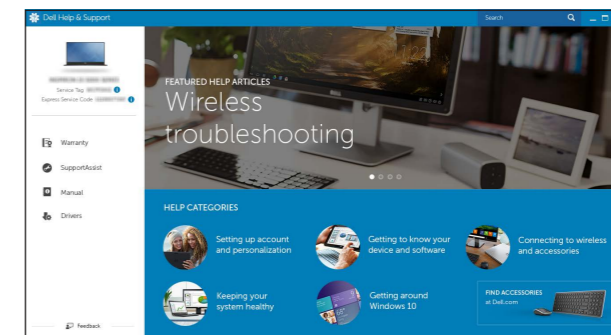 Dell Help & Support
Search
Service Tag:
Express Service Code:
Warranty
SupportAssist
Manual
Drivers
Feedback
FEATURED HELP ARTICLES
Wireless
troubleshooting
HELP CATEGORIES
Setting up account
and personalization
Getting to know your
device and software
Connecting to wireless
and accessories
Keeping your
system healthy
Getting around
Windows 10
FIND ACCESSORIES
at Dell.com